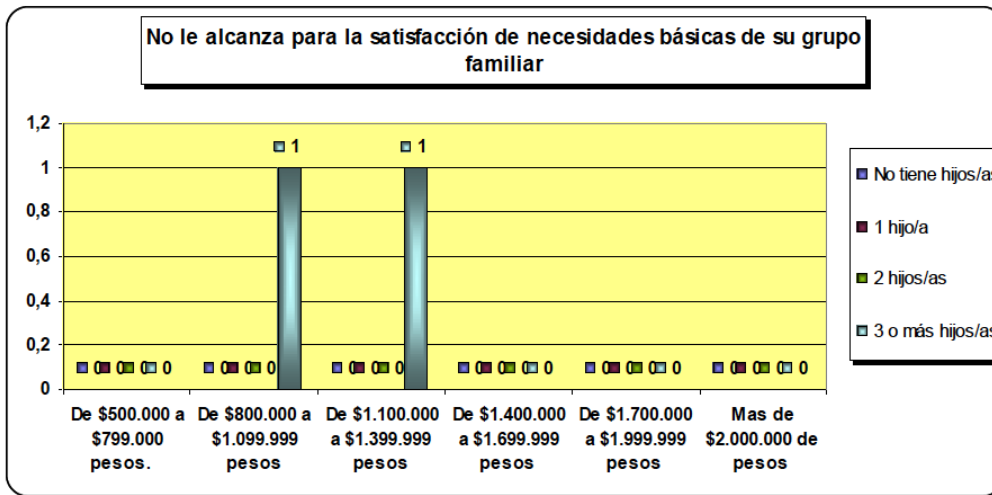 No le alcanza para la satisfacción de necesidades básicas de su grupo
familiar
1,2
1
0,8
0,6
0,4
0,2
0
1
1
0 0 0 0
0 0 0
0 0 0
0 0 0 0
0 0 0 0
0 0 0 0
De $500.000 a
$799.000
pesos.
De $800.000 a
$1.099.999
pesos
De $1.100.000
a $1.399.999
pesos
De $1.400.000
a $1.699.999
pesos
De $1.700.000
a $1.999.999
pesos
Mas de
$2.000.000 de
pesos
No tiene hijos/as
1 hijo/a
2 hijos/as
3 o más hijos/as